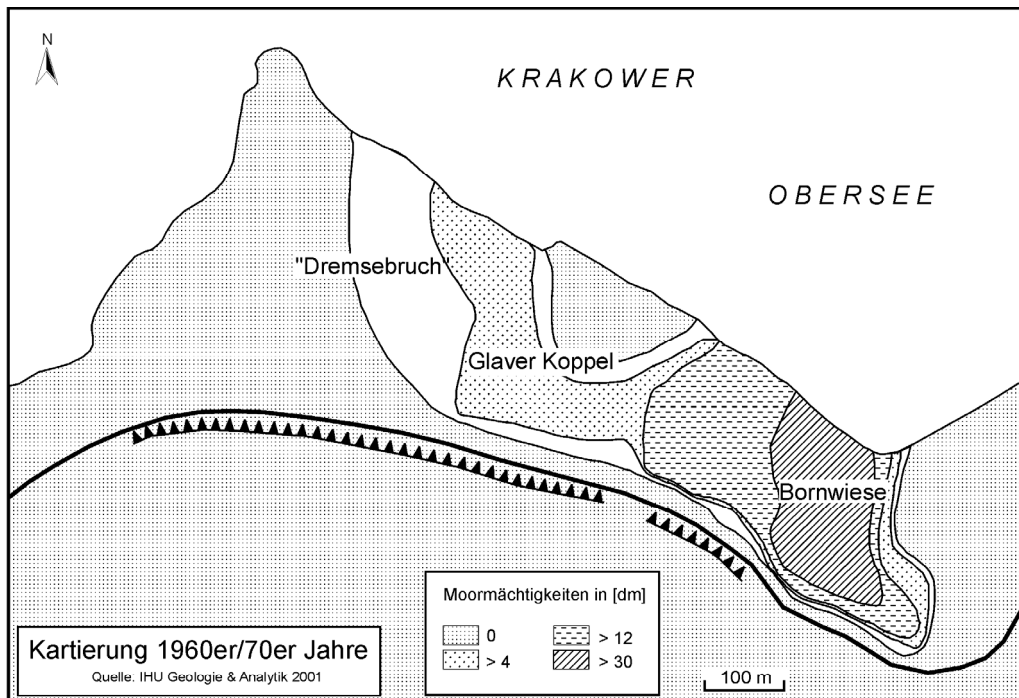 N
KRAKOWER
OBERSEE
"Dremsebruch"
Glaver Koppel
Bornwiese
Moormächtigkeiten in [dm]
0
> 12
> 4
> 30
Kartierung 1960er/70er Jahre
Quelle: IHU Geologie & Analytik 2001
100 m